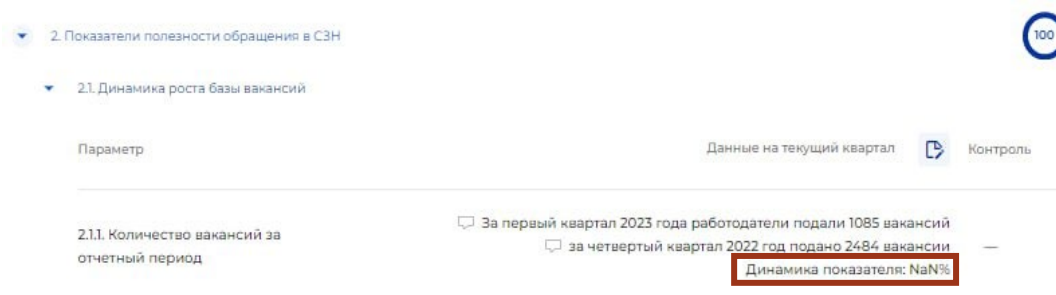 2. Показатели полезности обращения в СЗН
100
2.1. Динамика роста базы вакансий
Параметр
Данные на текущий квартал
Контроль
2.1.1. Количество вакансий за
отчетный период
За первый квартал 2023 года работодатели подали 1085 вакансий
за четвертый квартал 2022 год подано 2484 вакансии
—
Динамика показателя: NaN%